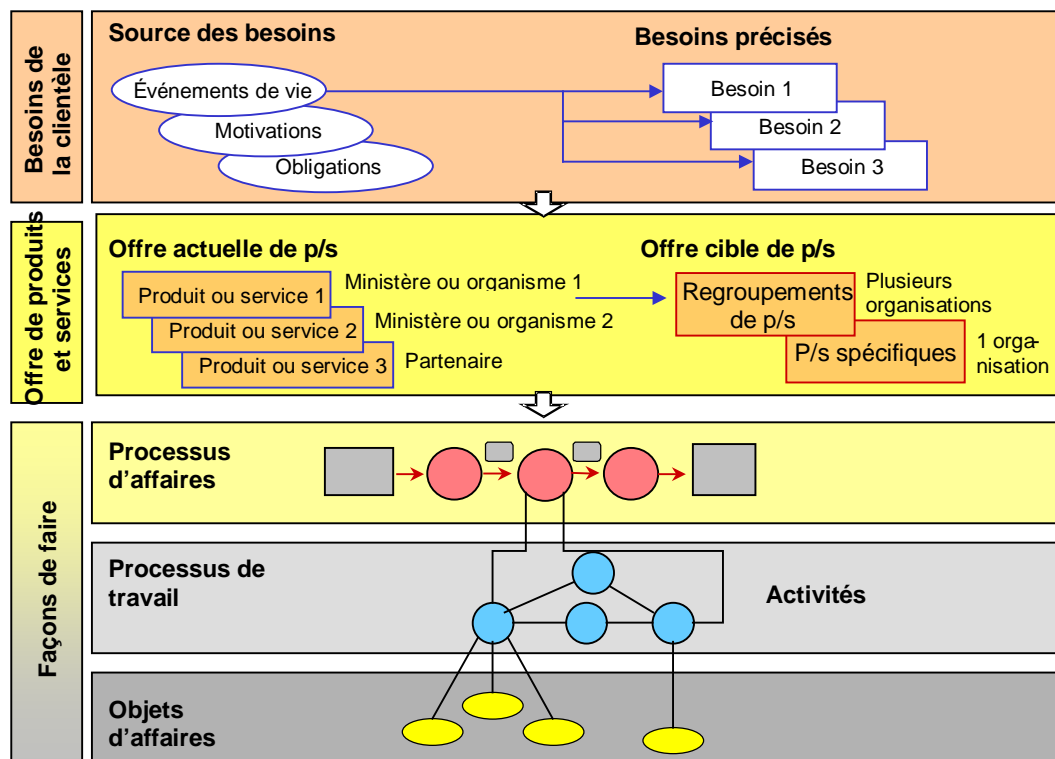 Besoins de
la clientèle
Source des besoins
Besoins précisés
Événements de vie
Motivations
Obligations
Besoin 1
Besoin 2
Besoin 3
Offre de produits
et services
Offre actuelle de p/s
Offre cible de p/s
Produit ou service 1
Ministère ou organisme 1
Produit ou service 2
Ministère ou organisme 2
Produit ou service 3
Partenaire
Regroupements
de p/s
Plusieurs
organisations
P/s spécifiques
1 orga-
nisation
Façons de faire
Processus
d’affaires
Processus de
travail
Activités
Objets
d’affaires